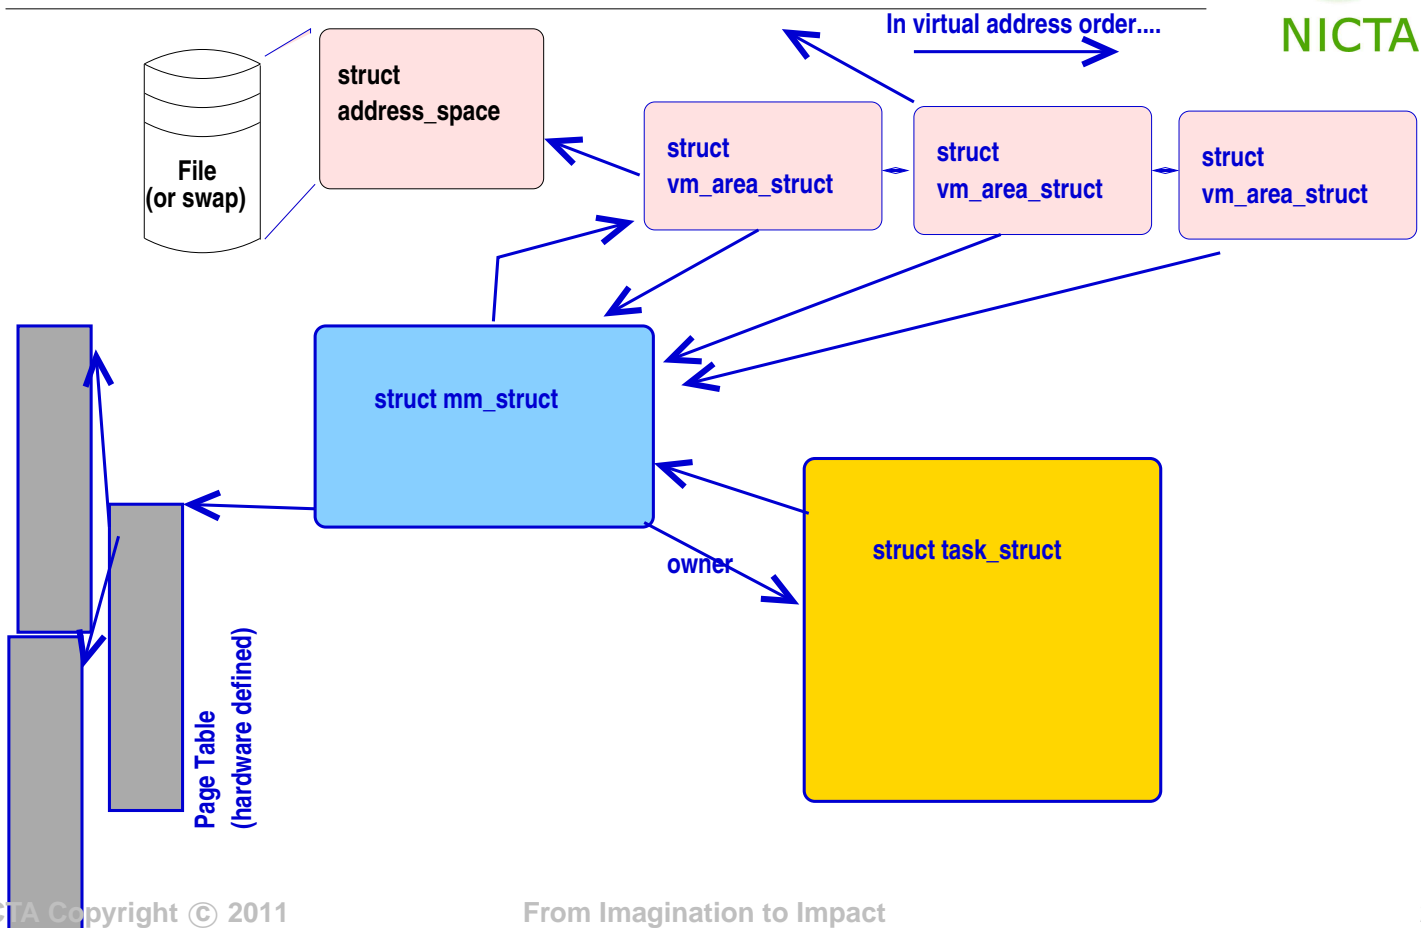 In virtual address order....
NICTA
struct
address_space
File
(or swap)
struct
vm_area_struct
struct
vm_area_struct
struct
vm_area_struct
struct mm_struct
owner
struct task_struct
Page Table
(hardware defined)
CTA Copyright © 2011
From Imagination to Impact